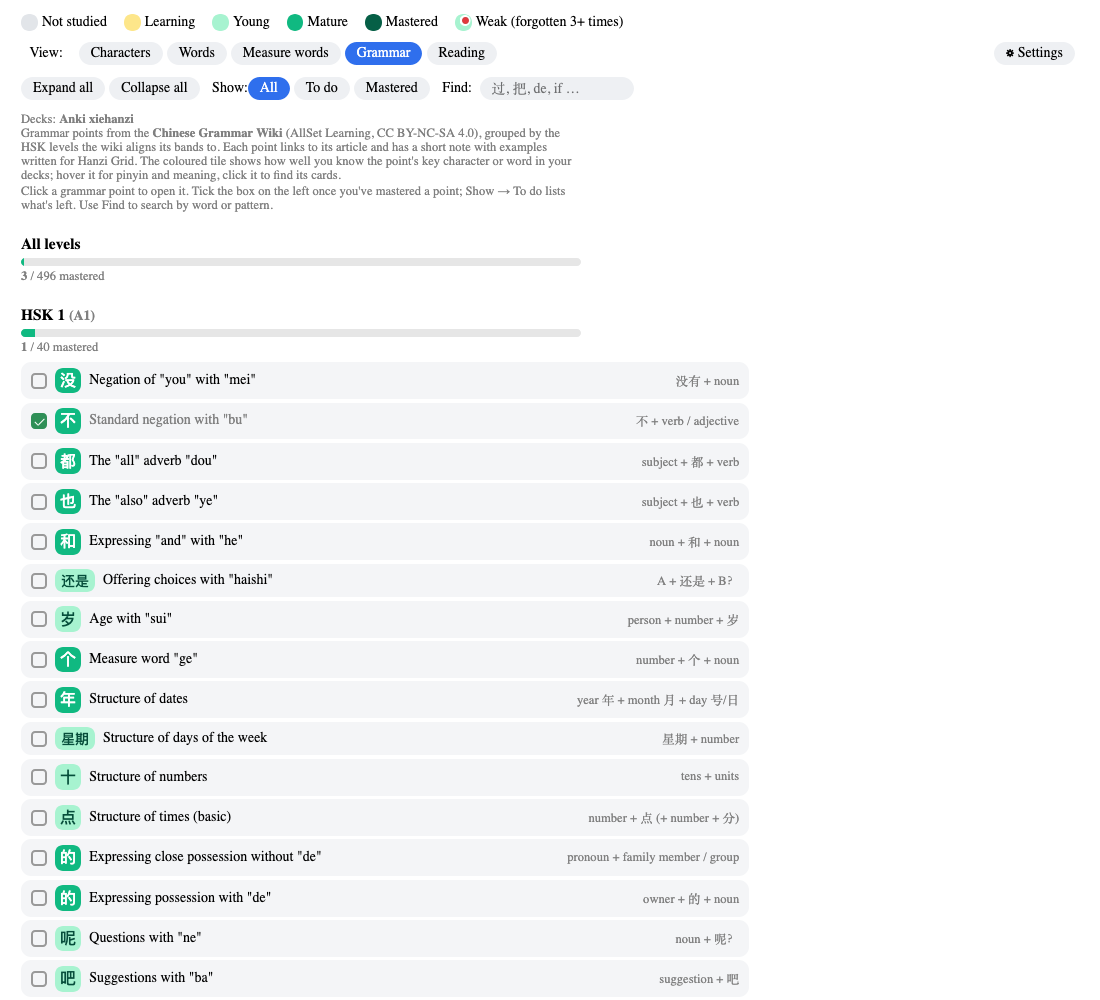 Not studied Learning Young Mature Mastered Weak (forgotten 3+ times)
View: Characters Words Measure words Grammar Reading Settings
Expand all Collapse all Show: All To do Mastered Find: 过, 把, de, if …
Decks: Anki xiehanzi
Grammar points from the Chinese Grammar Wiki (AllSet Learning, CC BY-NC-SA 4.0), grouped by the
HSK levels the wiki aligns its bands to. Each point links to its article and has a short note with examples
written for Hanzi Grid. The coloured tile shows how well you know the point's key character or word in your
decks; hover it for pinyin and meaning, click it to find its cards.
Click a grammar point to open it. Tick the box on the left once you've mastered a point; Show → To do lists
what's left. Use Find to search by word or pattern.
All levels
3 / 496 mastered
HSK 1 (A1)
1 / 40 mastered
没 Negation of "you" with "mei" 没有 + noun
不 Standard negation with "bu" 不 + verb / adjective
都 The "all" adverb "dou" subject + 都 + verb
也 The "also" adverb "ye" subject + 也 + verb
和 Expressing "and" with "he" noun + 和 + noun
还是 Offering choices with "haishi" A + 还是 + B?
岁 Age with "sui" person + number + 岁
个 Measure word "ge" number + 个 + noun
年 Structure of dates year 年 + month 月 + day 号/日
星期 Structure of days of the week 星期 + number
十 Structure of numbers tens + units
点 Structure of times (basic) number + 点 (+ number + 分)
的 Expressing close possession without "de" pronoun + family member / group
的 Expressing possession with "de" owner + 的 + noun
呢 Questions with "ne" noun + 呢?
吧 Suggestions with "ba" suggestion + 吧